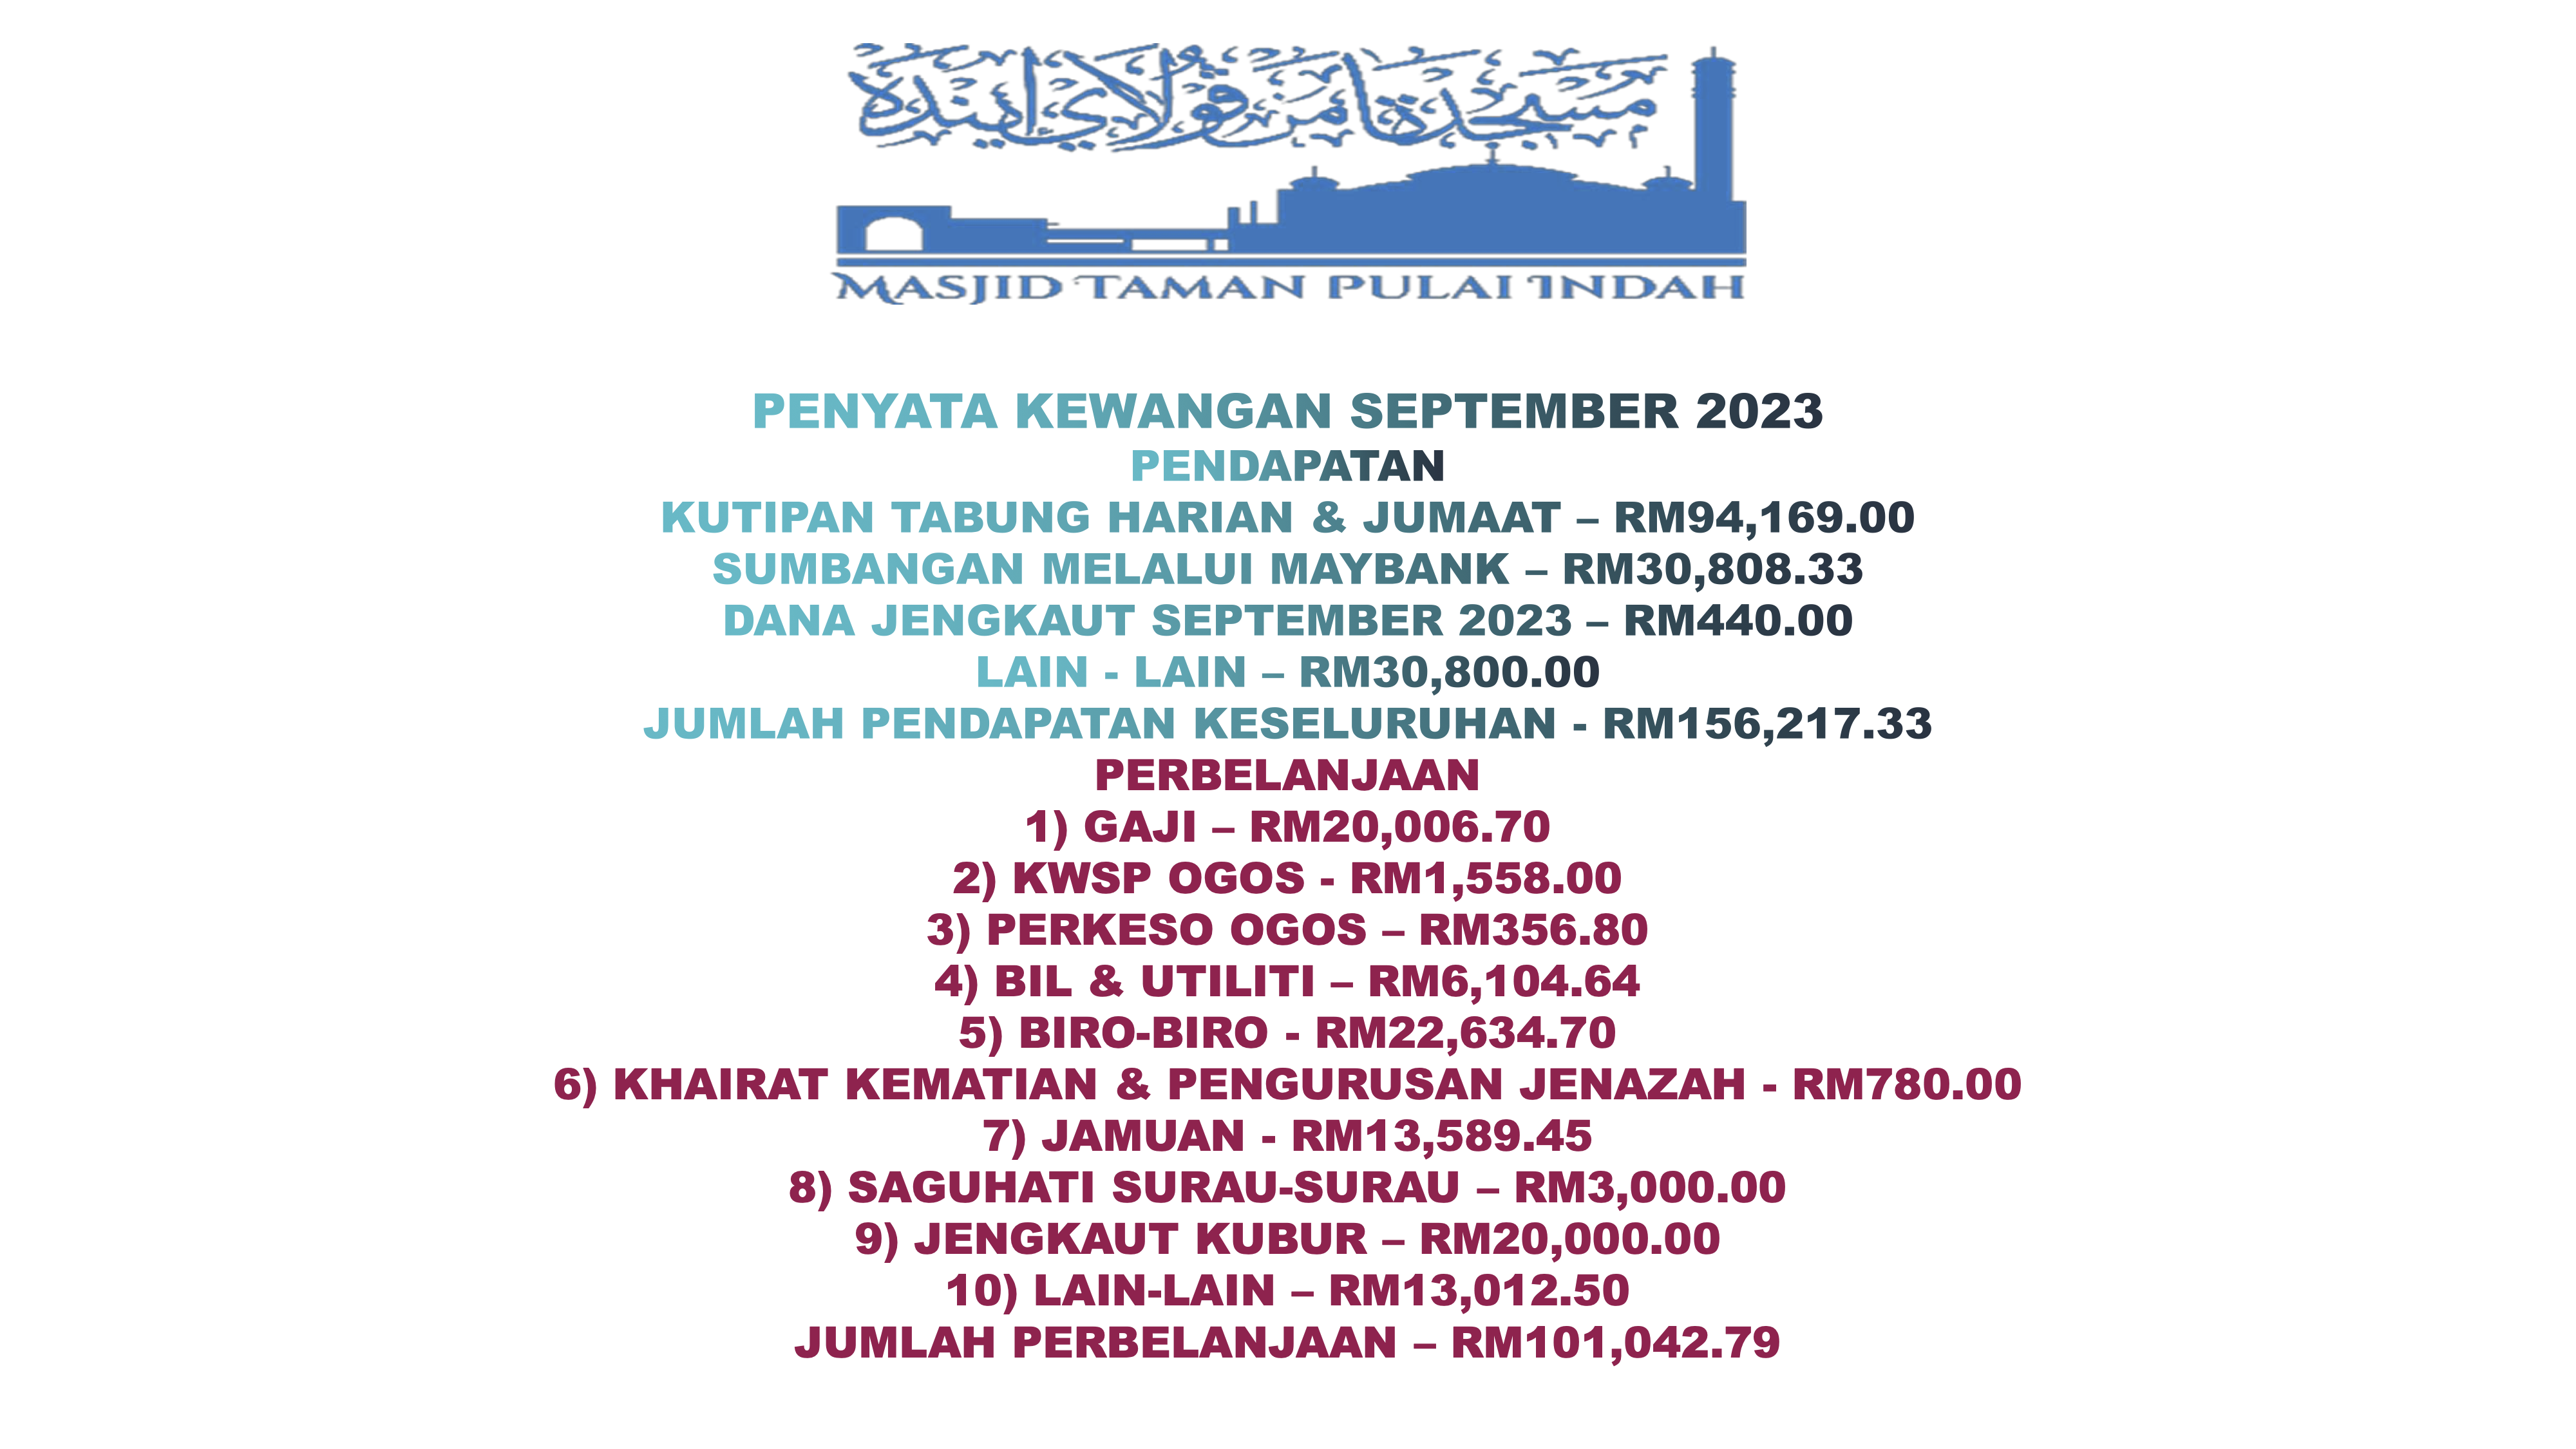 مسجد تامن ڤولاي اينده
MASJID TAMAN PULAI INDAH
PENYATA KEWANGAN SEPTEMBER 2023
PENDAPATAN
KUTIPAN TABUNG HARIAN & JUMAAT – RM94,169.00
SUMBANGAN MELALUI MAYBANK – RM30,808.33
DANA JENGKAUT SEPTEMBER 2023 – RM440.00
LAIN - LAIN – RM30,800.00
JUMLAH PENDAPATAN KESELURUHAN - RM156,217.33
PERBELANJAAN
1) GAJI – RM20,006.70
2) KWSP OGOS - RM1,558.00
3) PERKESO OGOS – RM356.80
4) BIL & UTILITI – RM6,104.64
5) BIRO-BIRO - RM22,634.70
6) KHAIRAT KEMATIAN & PENGURUSAN JENAZAH - RM780.00
7) JAMUAN - RM13,589.45
8) SAGUHATI SURAU-SURAU – RM3,000.00
9) JENGKAUT KUBUR – RM20,000.00
10) LAIN-LAIN – RM13,012.50
JUMLAH PERBELANJAAN – RM101,042.79